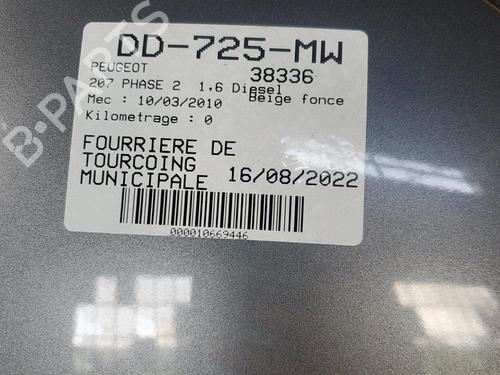 DD-725-MW
PEUGEOT 38336
207 PHASE 2 1.6 Diesel
Beige fonce
Mec : 10/03/2010
Kilometrage : 0
FOURRIERE DE
TOURCOING
MUNICIPALE 16/08/2022
000010669446
B-PARTS